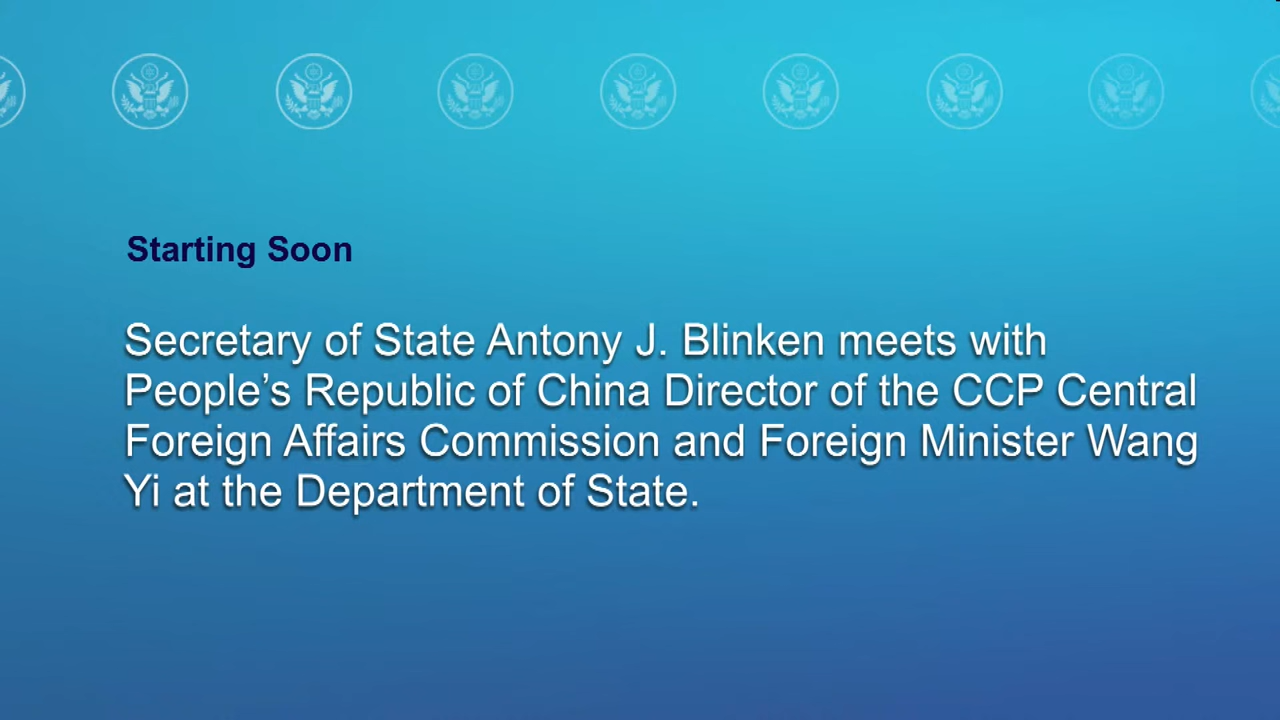 Starting Soon
Secretary of State Antony J. Blinken meets with
People’s Republic of China Director of the CCP Central
Foreign Affairs Commission and Foreign Minister Wang
Yi at the Department of State.